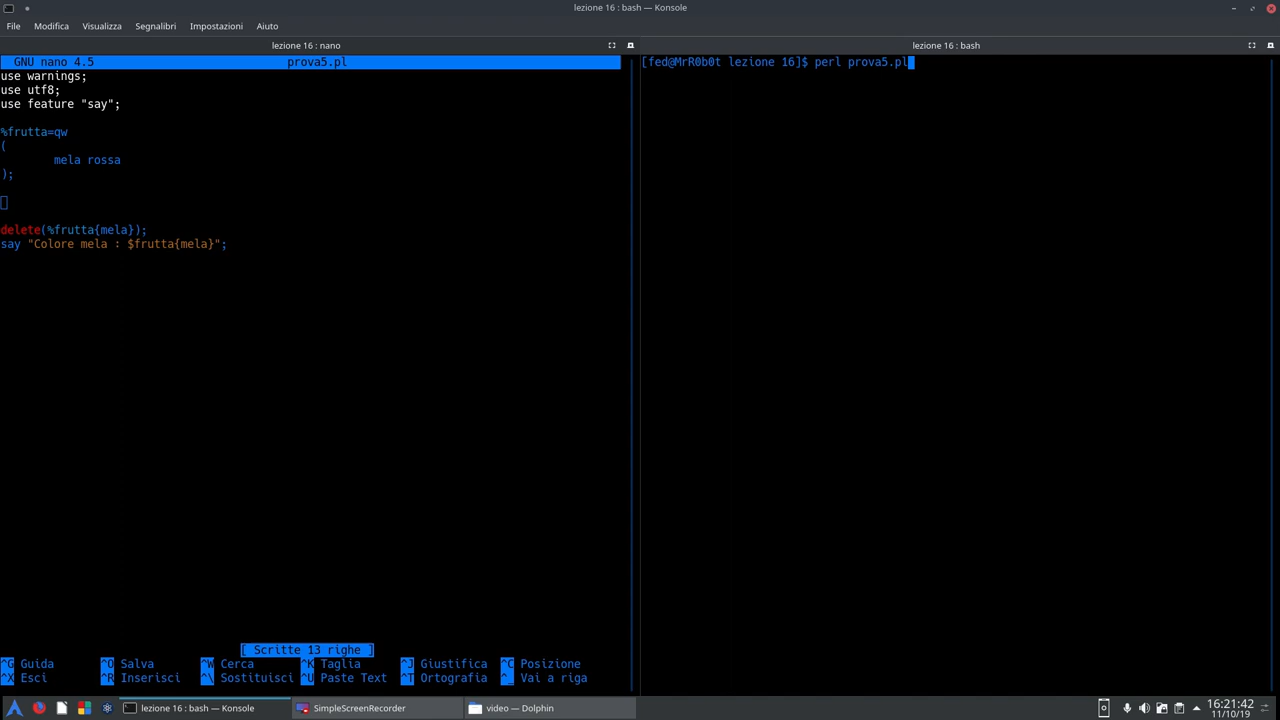 lezione 16 : bash — Konsole
File Modifica Visualizza Segnalibri Impostazioni Aiuto
lezione 16 : nano
GNU nano 4.5 prova5.pl
use warnings;
use utf8;
use feature "say";
%frutta=qw
(
mela rossa
);
delete(%frutta{mela});
say "Colore mela : $frutta{mela}";
[ Scritte 13 righe ]
^G Guida ^O Salva ^W Cerca ^K Taglia ^J Giustifica ^C Posizione
^X Esci ^R Inserisci ^\ Sostituisci ^U Paste Text ^T Ortografia ^_ Vai a riga
lezione 16 : bash
[fed@MrR0b0t lezione 16]$ perl prova5.pl
lezione 16 : bash — Konsole
SimpleScreenRecorder
video — Dolphin
16:21:42
11/10/19